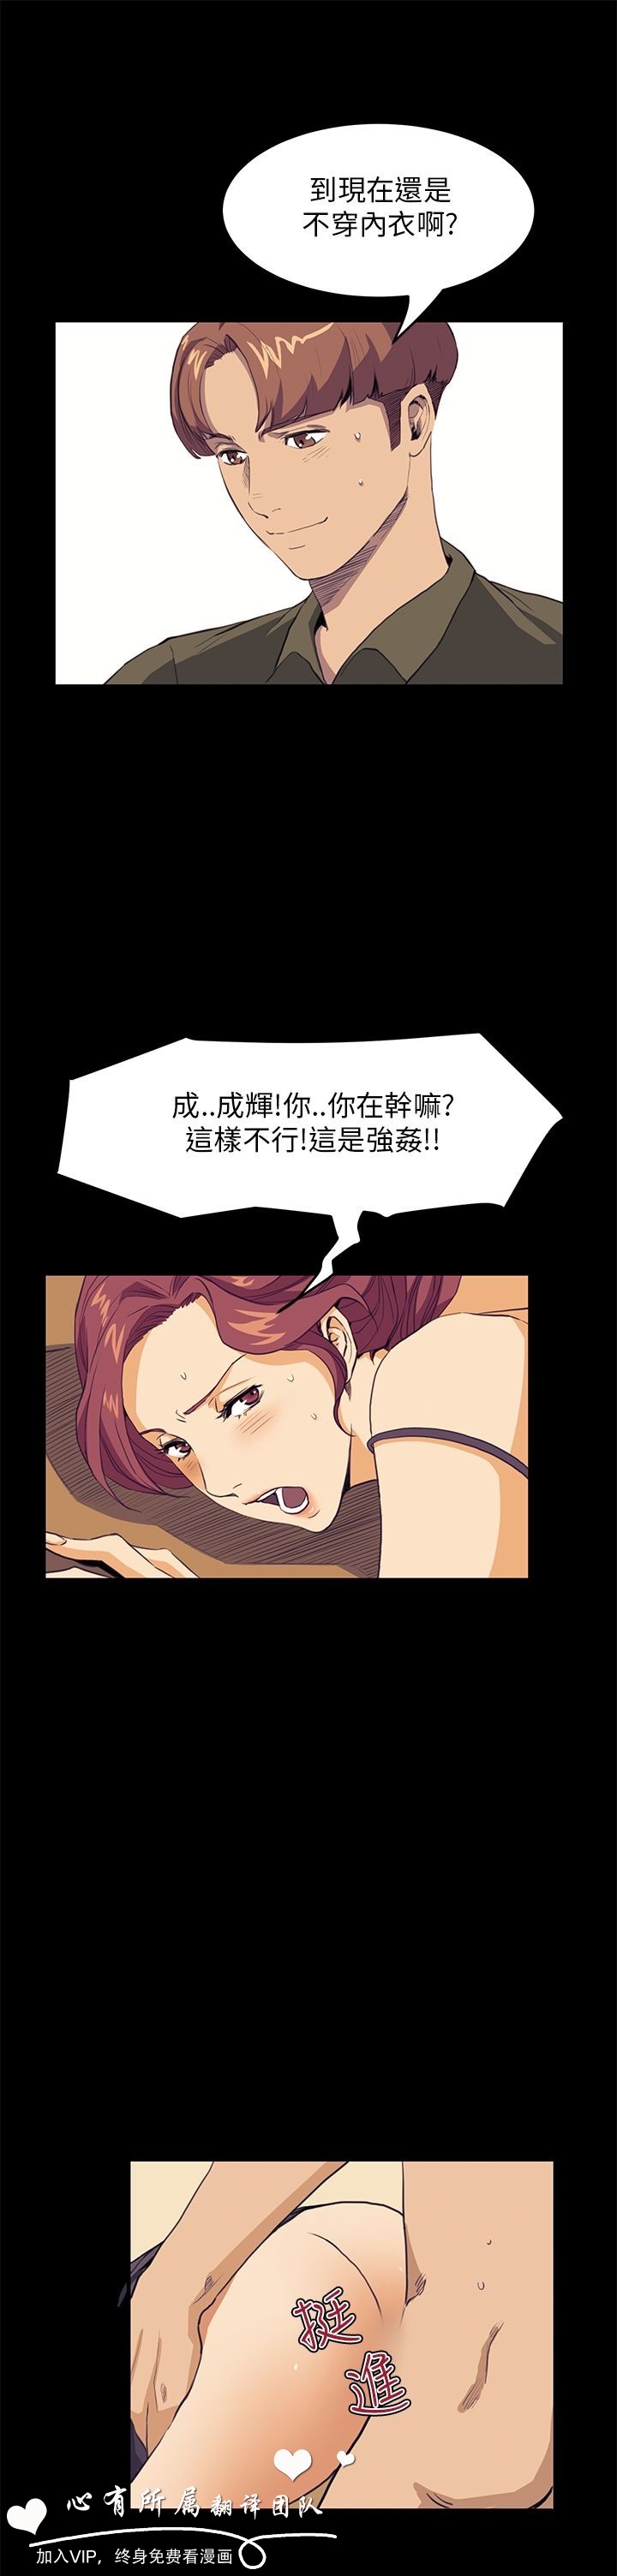 到現在還是
不穿內衣啊?
成..成輝!你..你在幹嘛?
這樣不行!這是強姦!!
挺
進
心有所属翻译团队
加入VIP，终身免费看漫画